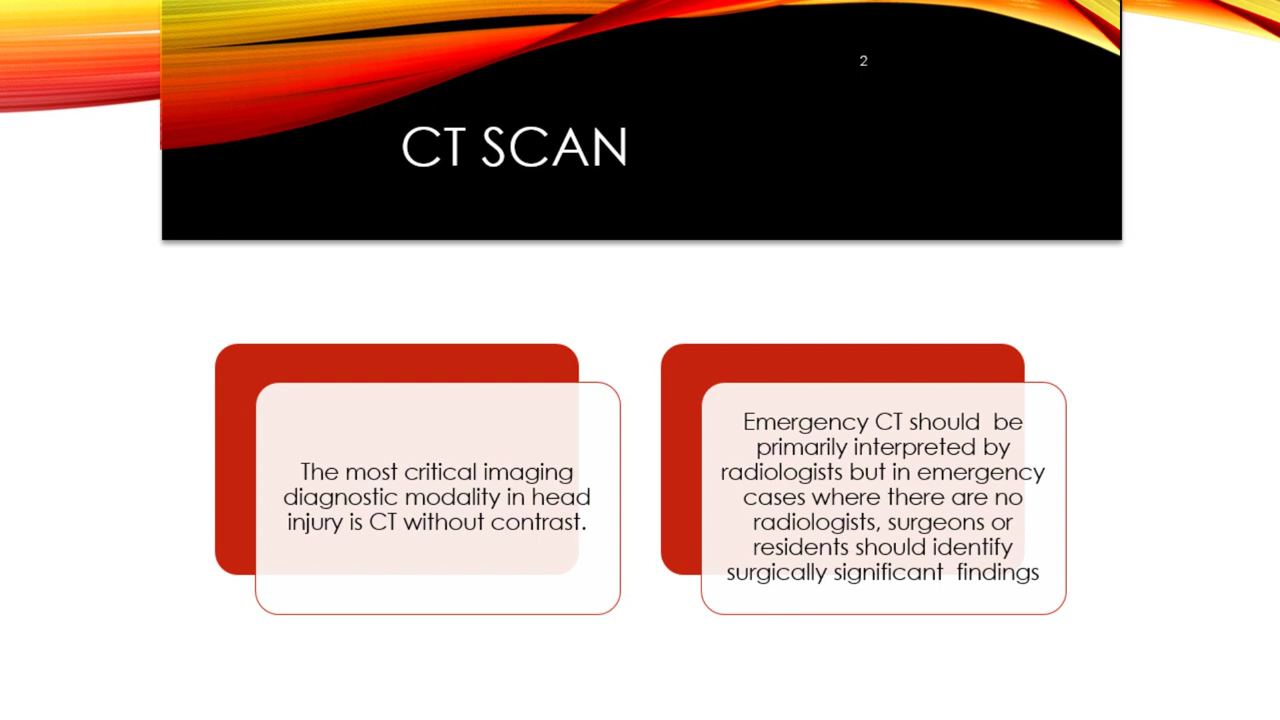 2
CT SCAN
The most critical imaging
diagnostic modality in head
injury is CT without contrast.
Emergency CT should  be
primarily interpreted by
radiologists but in emergency
cases where there are no
radiologists, surgeons or
residents should identify
surgically significant  findings